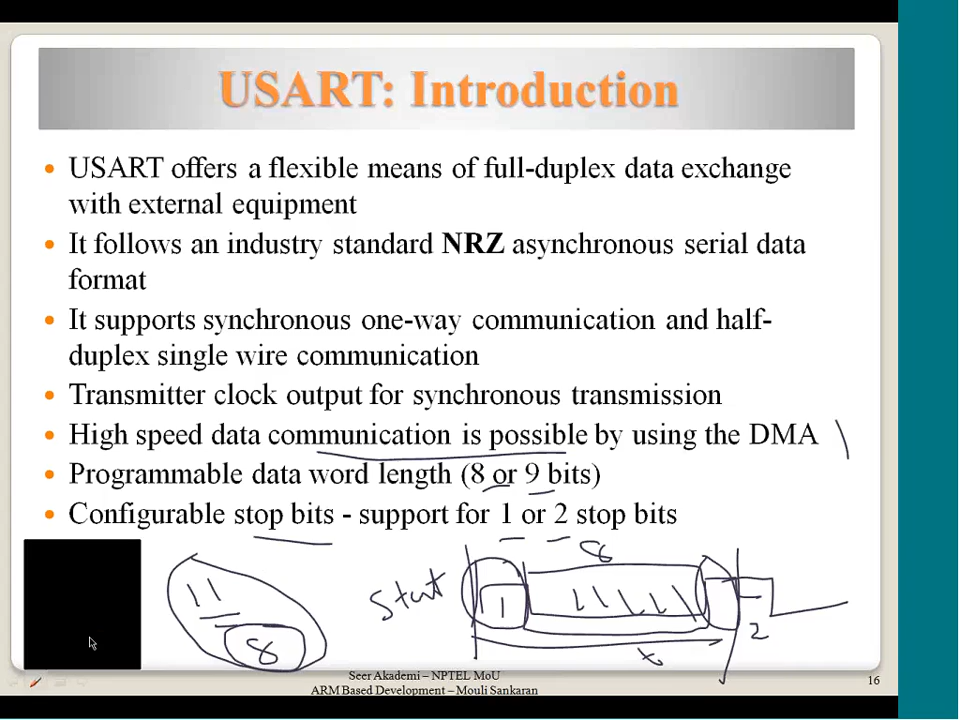 USART: Introduction
USART offers a flexible means of full-duplex data exchange
with external equipment
It follows an industry standard NRZ asynchronous serial data
format
It supports synchronous one-way communication and half-
duplex single wire communication
Transmitter clock output for synchronous transmission
High speed data communication is possible by using the DMA
Programmable data word length (8 or 9 bits)
Configurable stop bits - support for 1 or 2 stop bits
8
11
start
1
2
8
Seer Akademi – NPTEL MoU
ARM Based Development – Mouli Sankaran
16